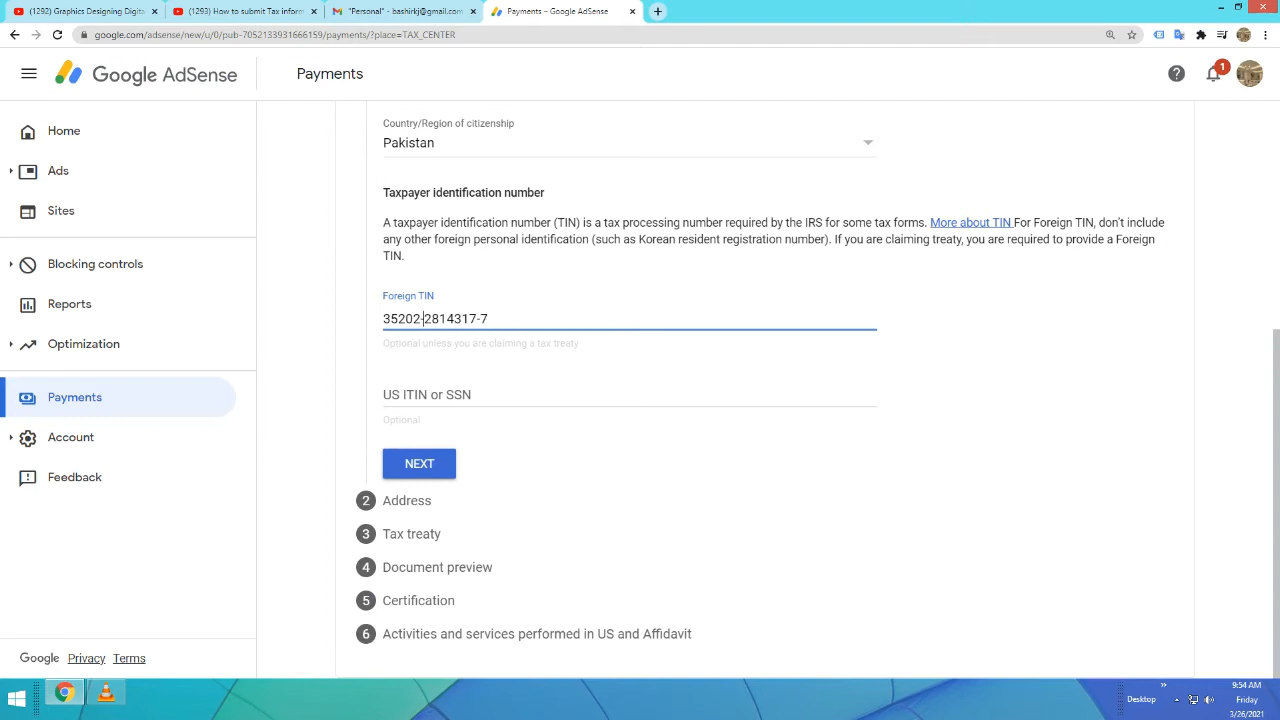 (1293) Graphics Designing Digit
(1293) How to submit Tax inform
"Personal" - bashirkj@gmail.com
Payments – Google AdSense
google.com/adsense/new/u/0/pub-7052133931666159/payments/?place=TAX_CENTER
Google AdSense
Payments
1
Home
Ads
Sites
Blocking controls
Reports
Optimization
Payments
Account
Feedback
Google Privacy Terms
Country/Region of citizenship
Pakistan
Taxpayer identification number
A taxpayer identification number (TIN) is a tax processing number required by the IRS for some tax forms. More about TIN For Foreign TIN, don't include
any other foreign personal identification (such as Korean resident registration number). If you are claiming treaty, you are required to provide a Foreign
TIN.
Foreign TIN
35202-2814317-7
Optional unless you are claiming a tax treaty
US ITIN or SSN
Optional
NEXT
2 Address
3 Tax treaty
4 Document preview
5 Certification
6 Activities and services performed in US and Affidavit
Desktop
9:54 AM
Friday
3/26/2021